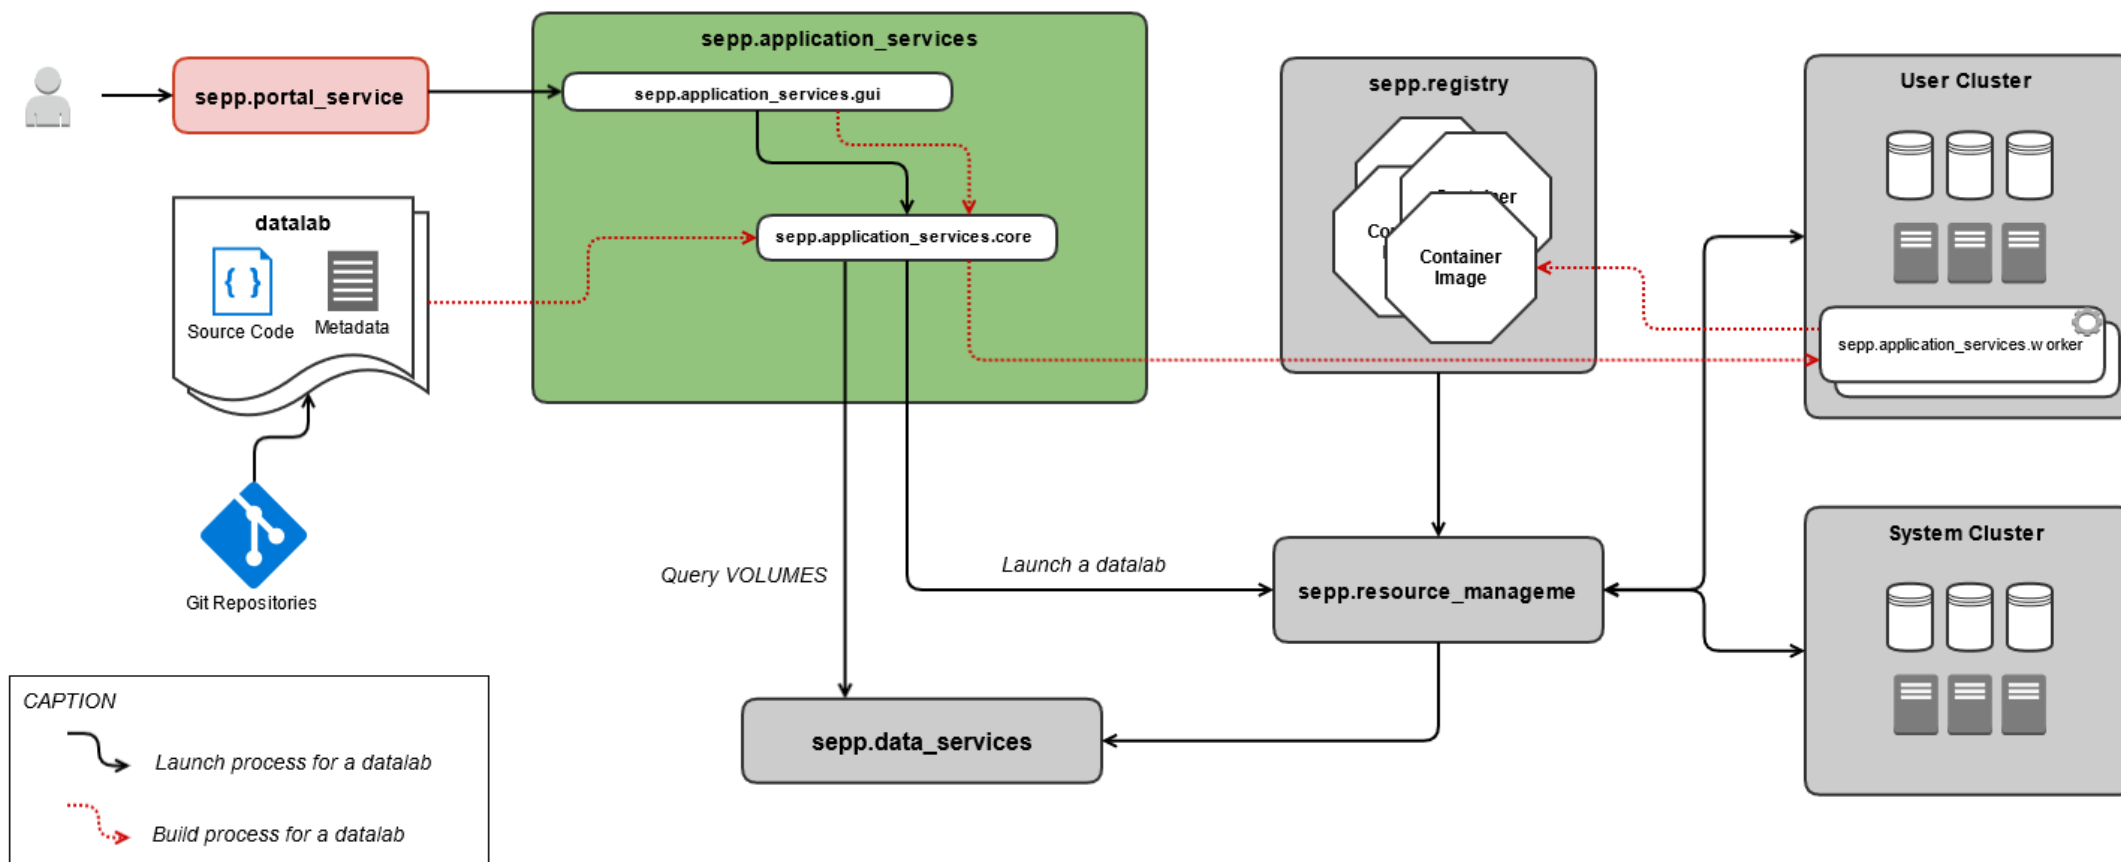 sepp.application_services
sepp.portal_service
sepp.application_services.gui
sepp.registry
User Cluster
datalab
Source Code
Metadata
sepp.application_services.core
Container
Image
sepp.application_services.worker
Git Repositories
Query VOLUMES
Launch a datalab
sepp.resource_manageme
System Cluster
sepp.data_services
CAPTION
Launch process for a datalab
Build process for a datalab